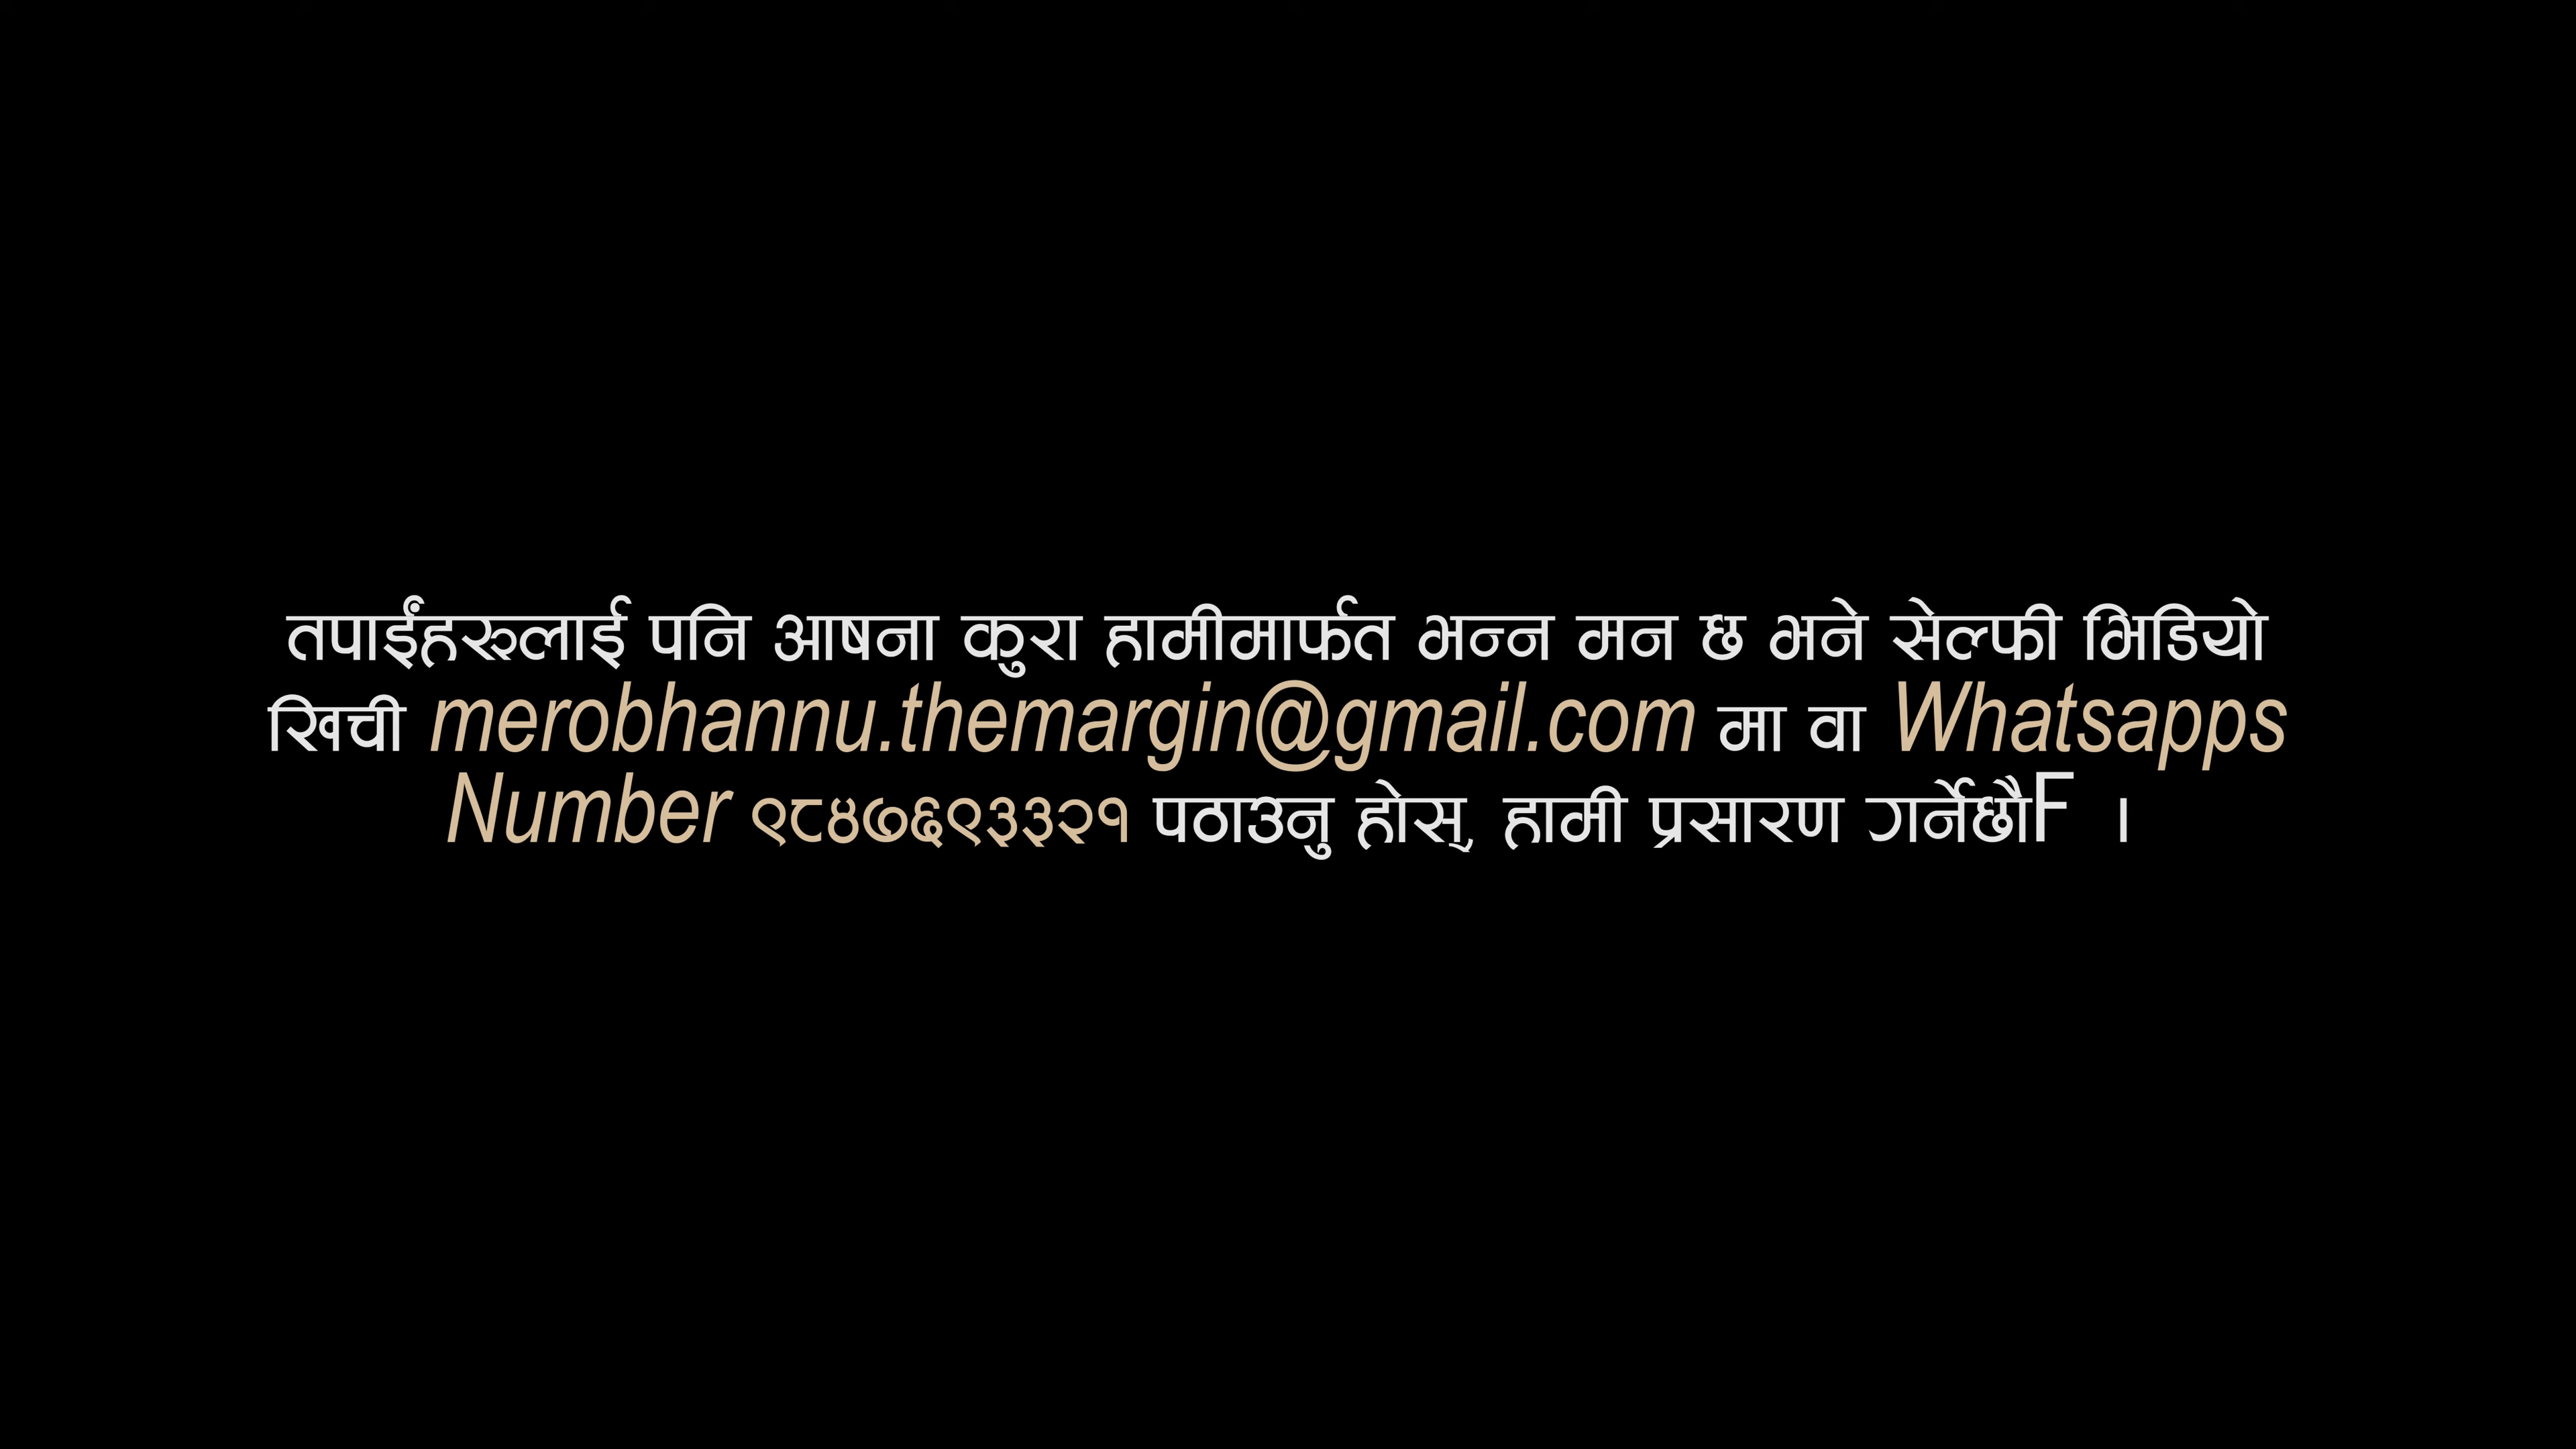 तपाईंहरुलाई पनि आषना कुरा हामीमार्फत भन्न मन छ भने सेल्फी भिडियो
खिची merobhannu.themargin@gmail.com मा वा Whatsapps
Number ९८४७६९३३२१ पठाउनु होस्, हामी प्रसारण गर्नेछौF ।